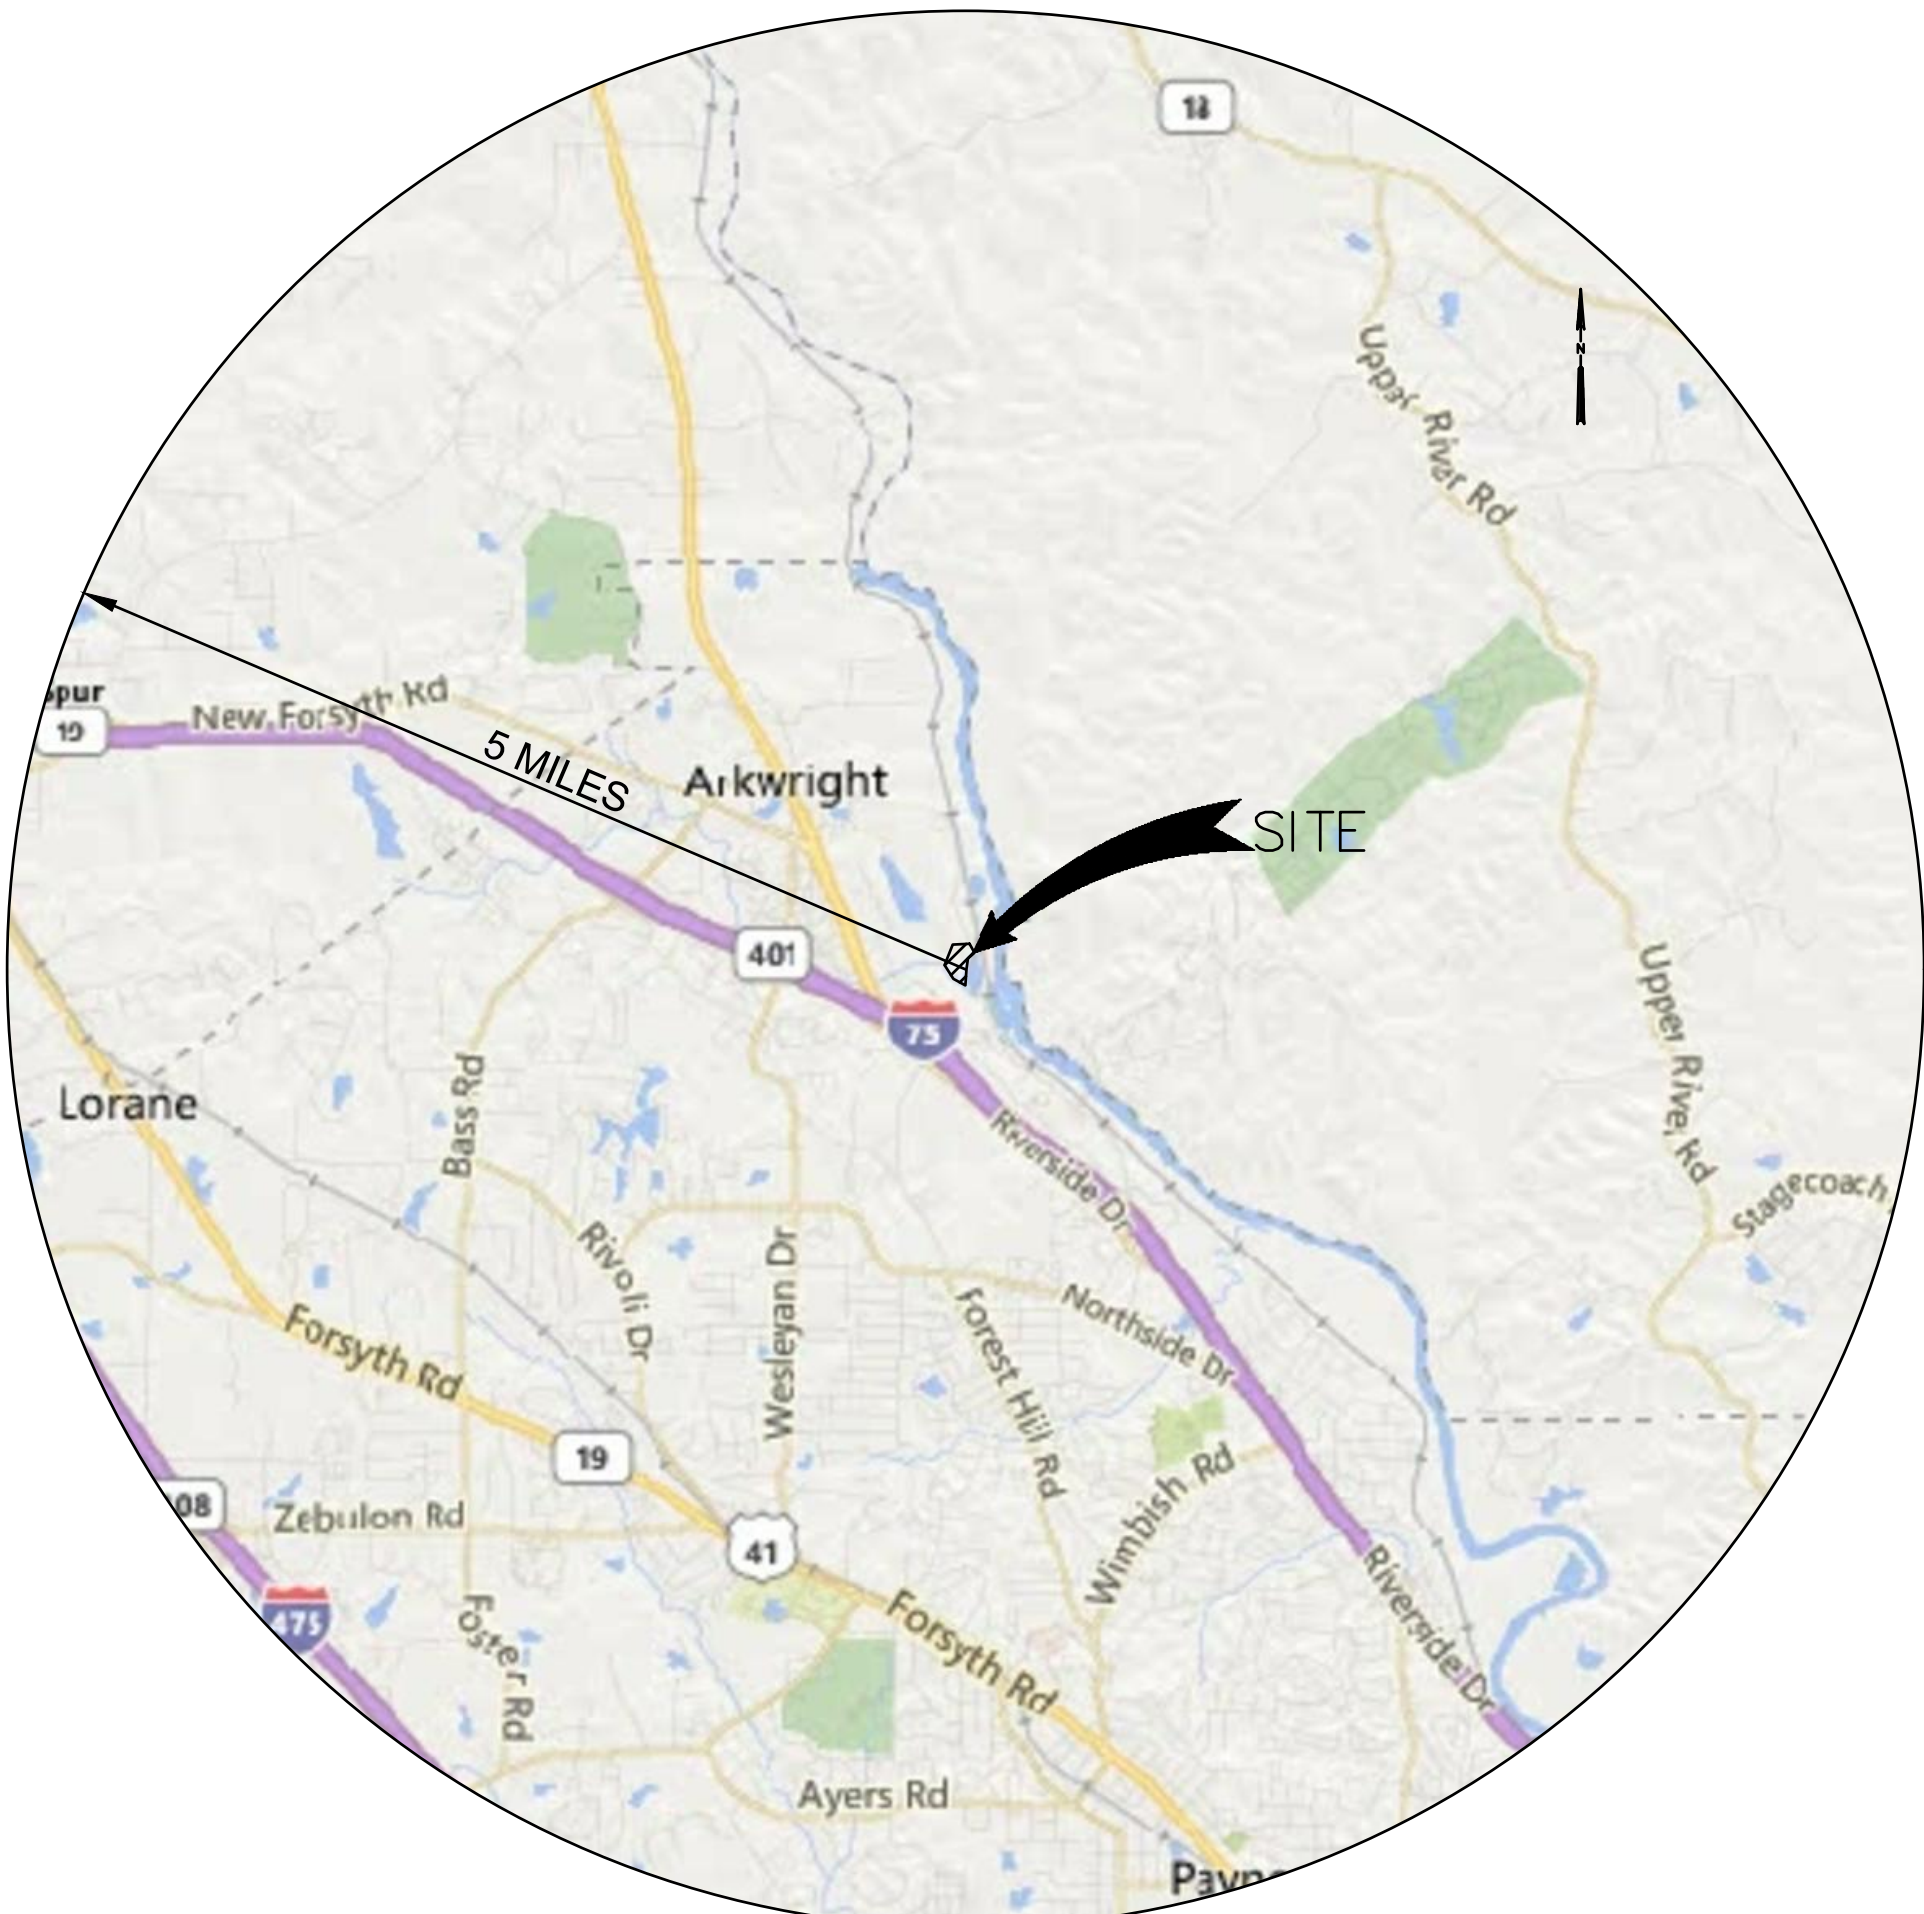 18
N
Upper River Rd
spur
19
New Forsyth Rd
5 MILES
Arkwright
SITE
401
75
Upper River Rd
Lorane
Bass Rd
Riverside Dr
Stagecoach
Rivoli Dr
Wesleyan Dr
Northside Dr
Forest Hill Rd
Forsyth Rd
19
Wimbish Rd
08
Zebulon Rd
41
475
Foster Rd
Forsyth Rd
Riverside Dr
Ayers Rd